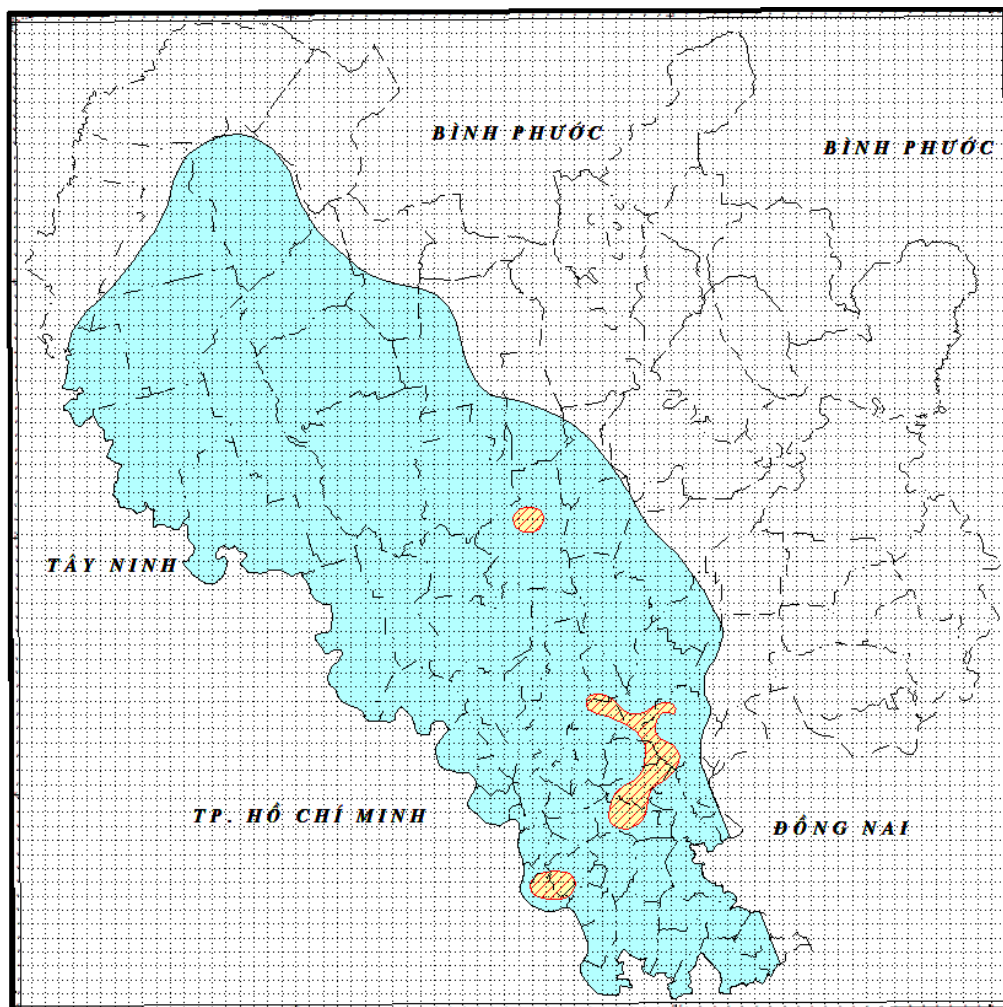 BÌNH PHƯỚC
BÌNH PHƯỚC
TÂY NINH
TP. HỒ CHÍ MINH
ĐỒNG NAI